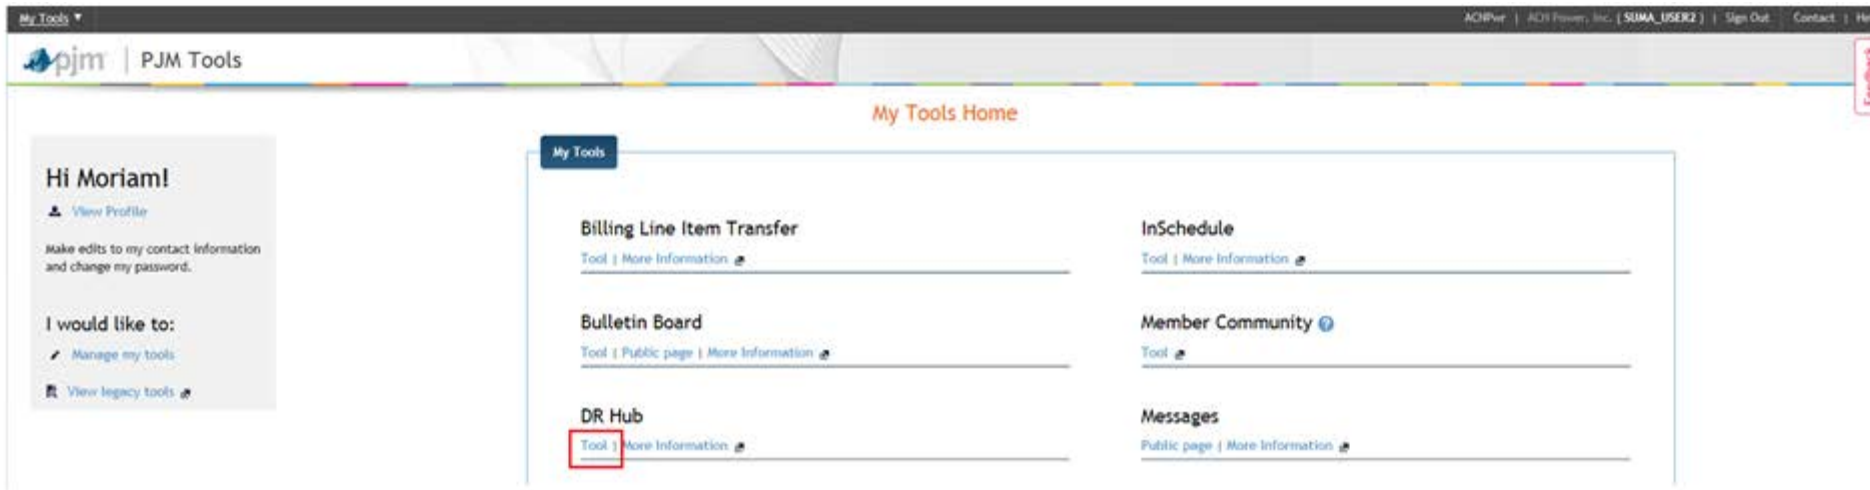 My Tools
ACNPwr | ACN Power, Inc. ( SUMA_USER2 ) | Sign Out Contact |
pjm | PJM Tools
Feedback
My Tools Home
Hi Moriam!
View Profile
Make edits to my contact information
and change my password.
I would like to:
Manage my tools
View legacy tools
My Tools
Billing Line Item Transfer
Tool | More Information
InSchedule
Tool | More Information
Bulletin Board
Tool | Public page | More Information
Member Community ?
Tool
DR Hub
Tool | More Information
Messages
Public page | More Information